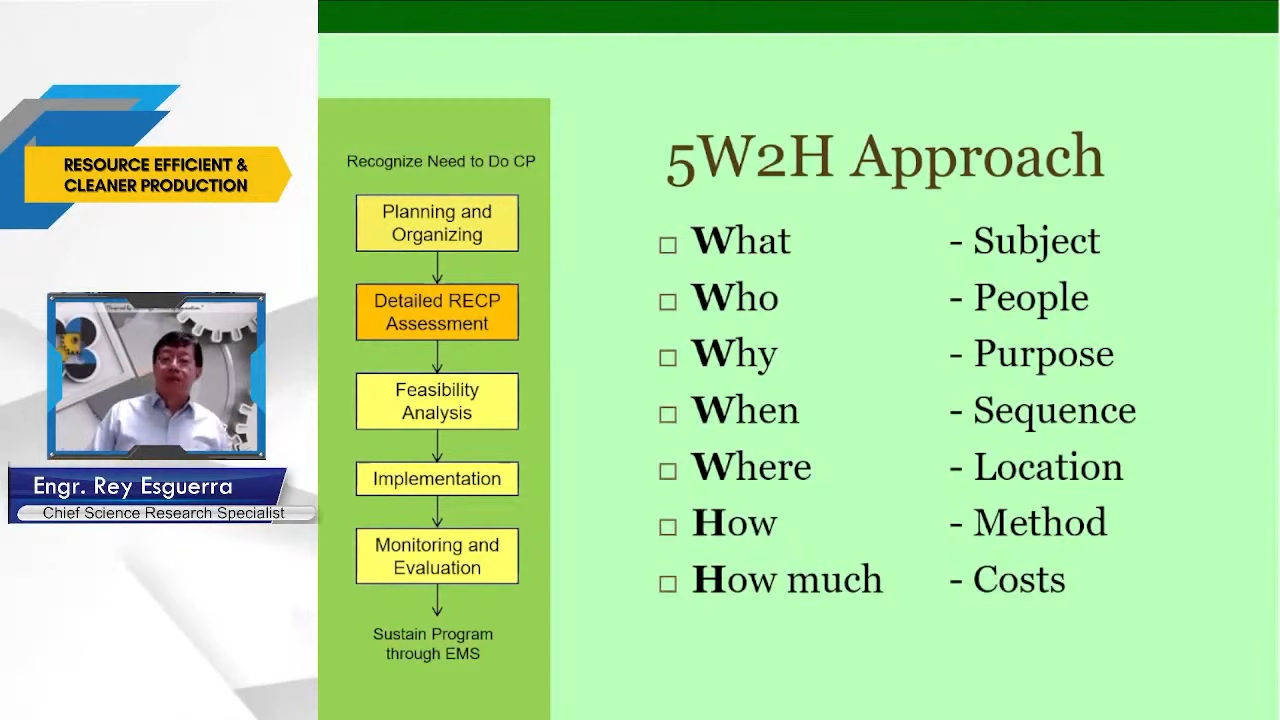 RESOURCE EFFICIENT &
CLEANER PRODUCTION
Engr. Rey Esguerra
Chief Science Research Specialist
Recognize Need to Do CP
Planning and
Organizing
Detailed RECP
Assessment
Feasibility
Analysis
Implementation
Monitoring and
Evaluation
Sustain Program
through EMS
5W2H Approach
What - Subject
Who - People
Why - Purpose
When - Sequence
Where - Location
How - Method
How much - Costs